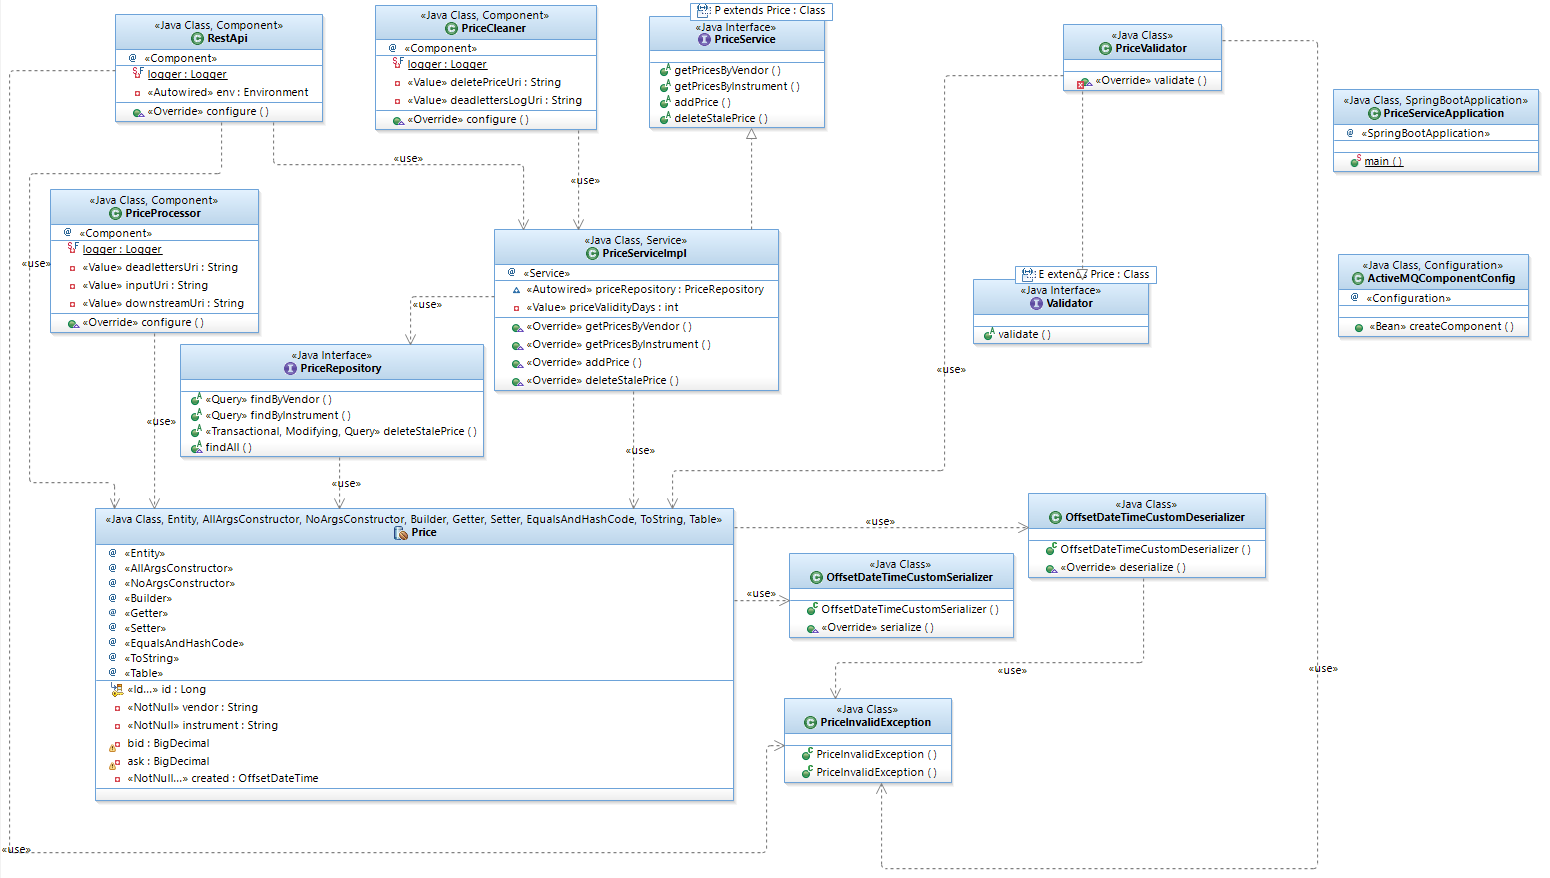 «Java Class, Component»
RestApi
@ «Component»
logger : Logger
«Autowired» env : Environment
«Override» configure ( )
«Java Class, Component»
PriceCleaner
@ «Component»
logger : Logger
«Value» deletePriceUri : String
«Value» deadlettersLogUri : String
«Override» configure ( )
P extends Price : Class
«Java Interface»
PriceService
getPricesByVendor ( )
getPricesByInstrument ( )
addPrice ( )
deleteStalePrice ( )
«Java Class»
PriceValidator
«Override» validate ( )
«Java Class, SpringBootApplication»
PriceServiceApplication
@ «SpringBootApplication»
main ( )
«use»
«use»
«Java Class, Component»
PriceProcessor
@ «Component»
logger : Logger
«Value» deadlettersUri : String
«Value» inputUri : String
«Value» downstreamUri : String
«Override» configure ( )
«use»
«Java Class, Service»
PriceServiceImpl
@ «Service»
«Autowired» priceRepository : PriceRepository
«Value» priceValidityDays : int
«Override» getPricesByVendor ( )
«Override» getPricesByInstrument ( )
«Override» addPrice ( )
«Override» deleteStalePrice ( )
E extends Price : Class
«Java Interface»
Validator
validate ( )
«Java Class, Configuration»
ActiveMQComponentConfig
@ «Configuration»
«Bean» createComponent ( )
«use»
«Java Interface»
PriceRepository
«Query» findByVendor ( )
«Query» findByInstrument ( )
«Transactional, Modifying, Query» deleteStalePrice ( )
findAll ( )
«use»
«use»
«use»
«use»
«Java Class, Entity, AllArgsConstructor, NoArgsConstructor, Builder, Getter, Setter, EqualsAndHashCode, ToString, Table»
Price
@ «Entity»
@ «AllArgsConstructor»
@ «NoArgsConstructor»
@ «Builder»
@ «Getter»
@ «Setter»
@ «EqualsAndHashCode»
@ «ToString»
@ «Table»
«Id...» id : Long
«NotNull» vendor : String
«NotNull» instrument : String
bid : BigDecimal
ask : BigDecimal
«NotNull...» created : OffsetDateTime
«use»
«Java Class»
OffsetDateTimeCustomDeserializer
OffsetDateTimeCustomDeserializer ( )
«Override» deserialize ( )
«use»
«Java Class»
OffsetDateTimeCustomSerializer
OffsetDateTimeCustomSerializer ( )
«Override» serialize ( )
«use»
«use»
«Java Class»
PriceInvalidException
PriceInvalidException ( )
PriceInvalidException ( )
«use»